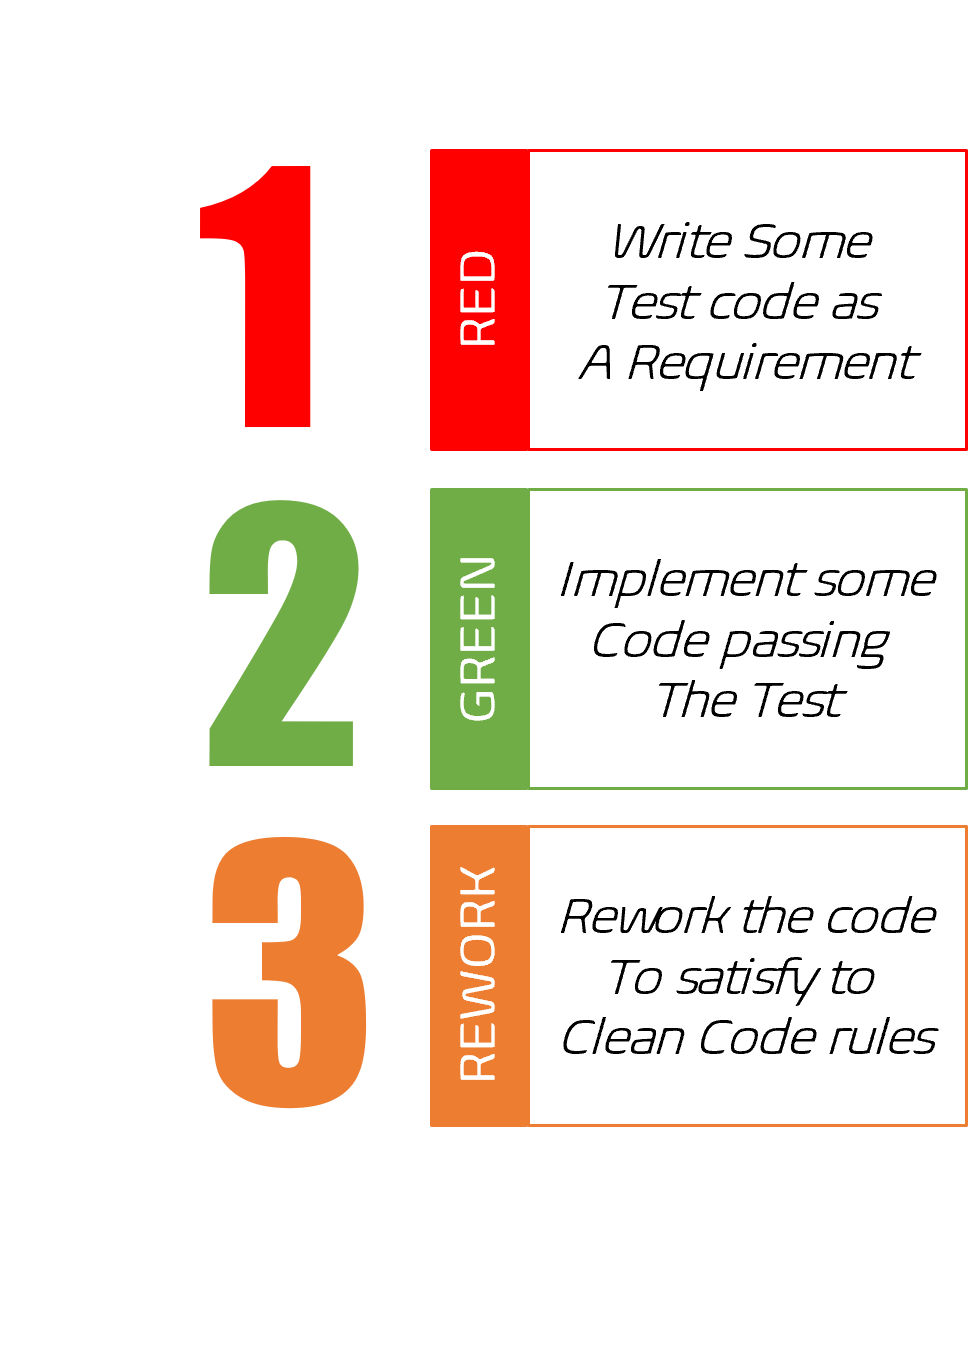 1
RED
Write Some
Test code as
A Requirement
2
GREEN
Implement some
Code passing
The Test
3
REWORK
Rework the code
To satisfy to
Clean Code rules